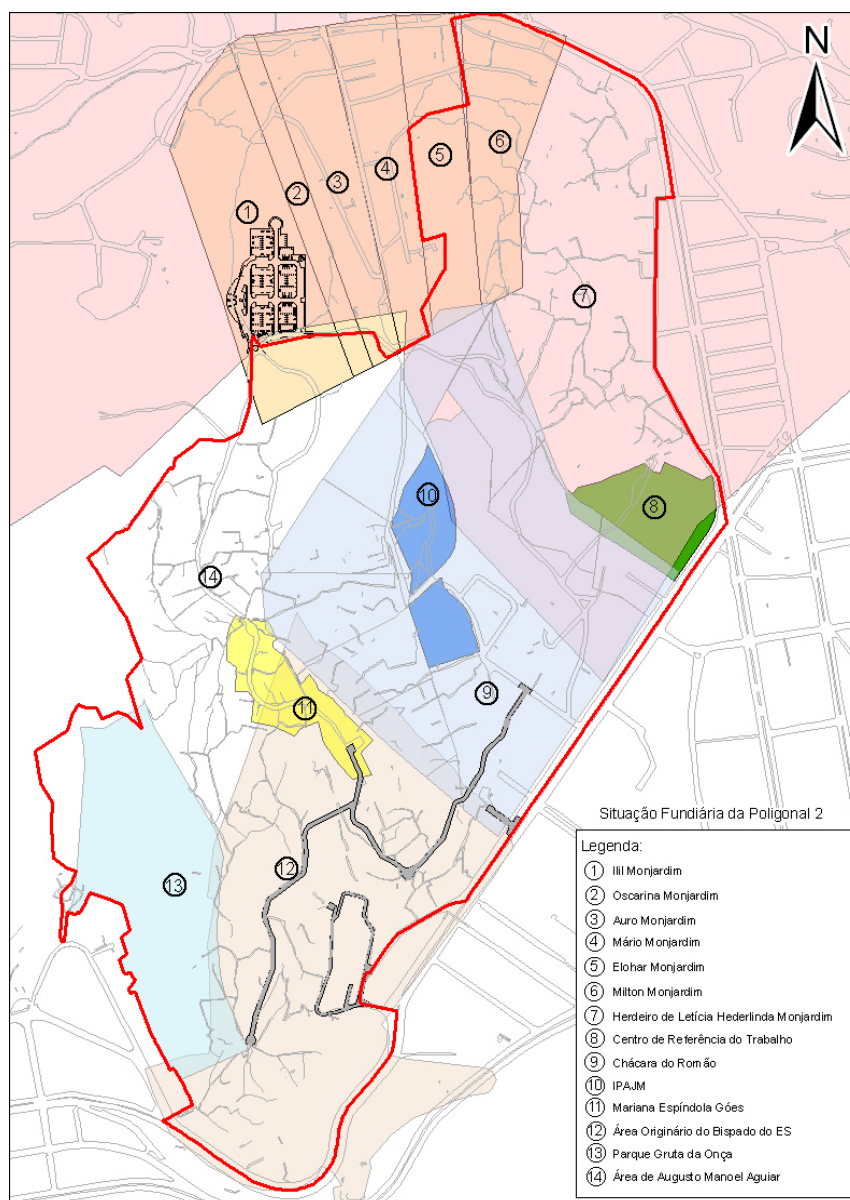 N
1
2
3
4
5
6
7
8
10
14
9
11
12
13
Situação Fundiária da Poligonal 2
Legenda:
1 Ilil Monjardim
2 Oscarina Monjardim
3 Auro Monjardim
4 Mário Monjardim
5 Elohar Monjardim
6 Milton Monjardim
7 Herdeiro de Letícia Hederlinda Monjardim
8 Centro de Referência do Trabalho
9 Chácara do Romão
10 IPAJM
11 Mariana Espíndola Góes
12 Área Originário do Bispado do ES
13 Parque Gruta da Onça
14 Área de Augusto Manoel Aguiar